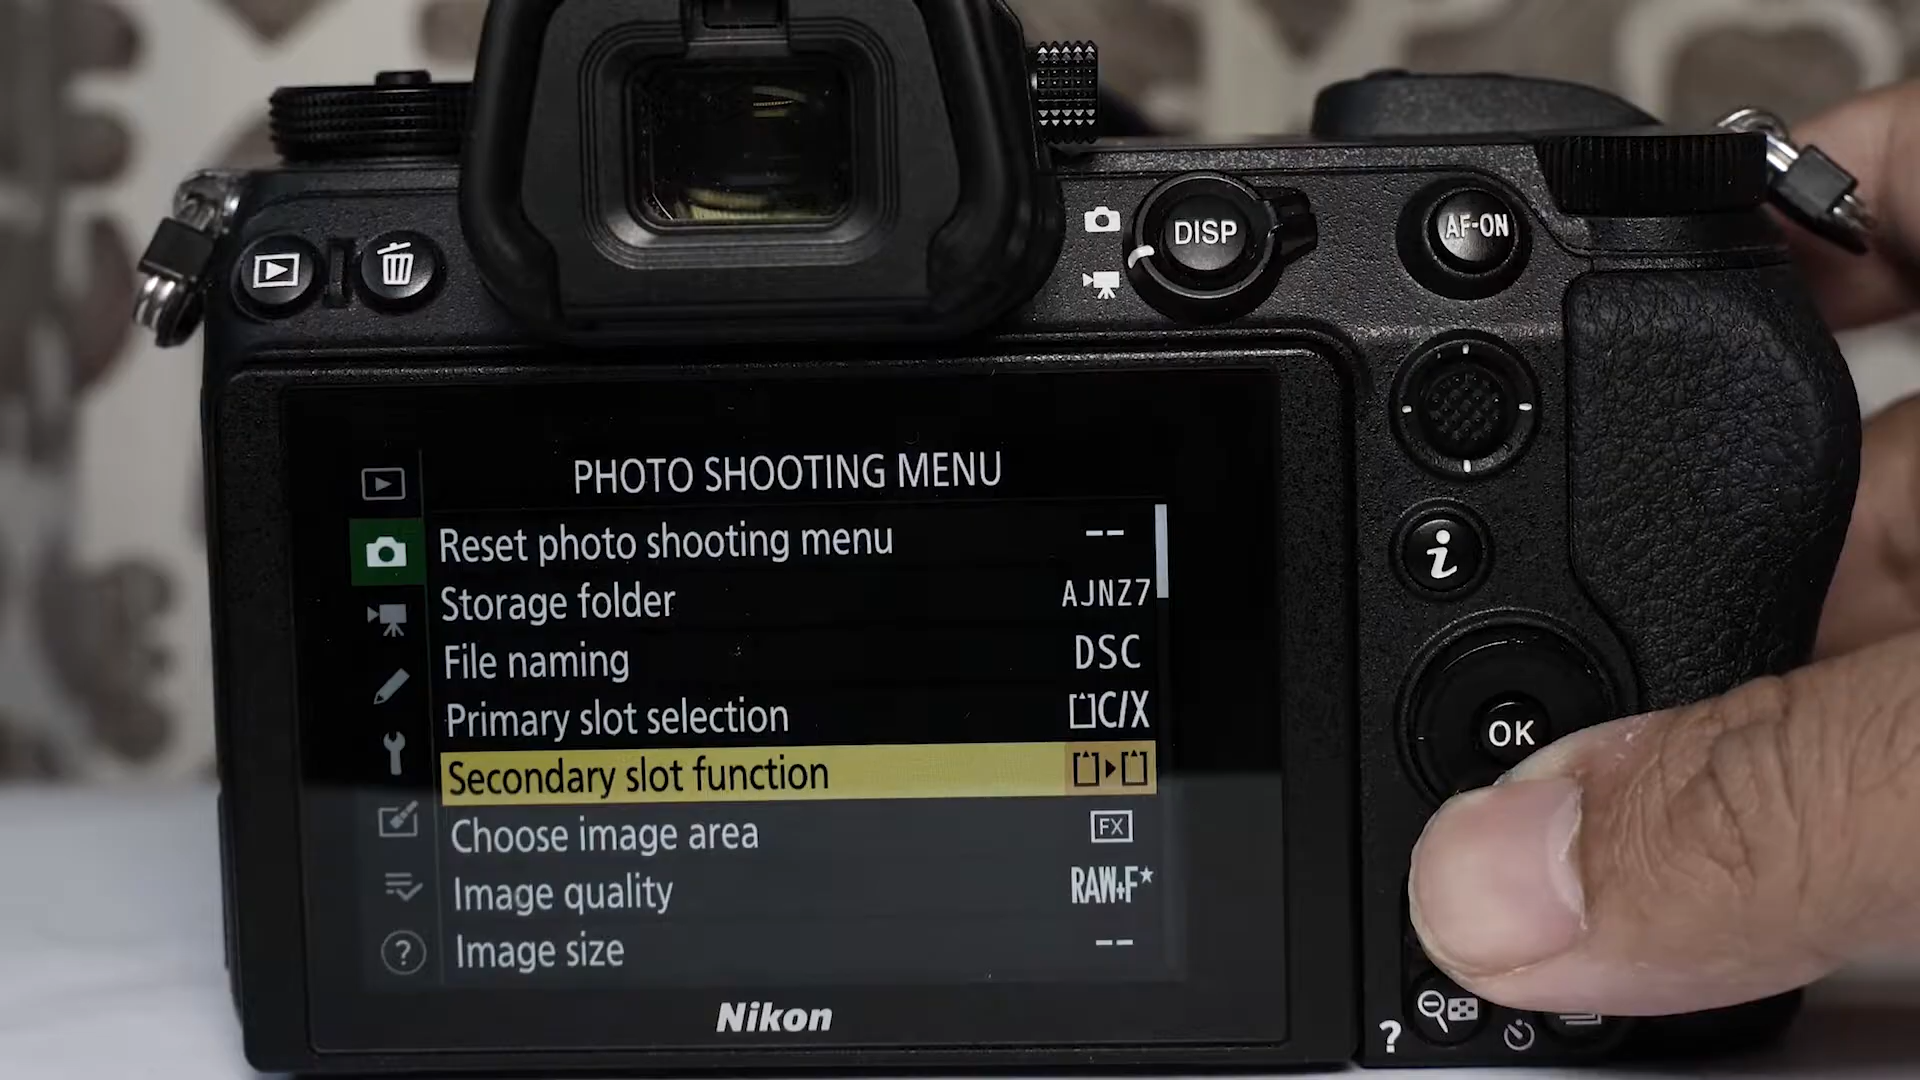 DISP
AF-ON
PHOTO SHOOTING MENU
Reset photo shooting menu --
Storage folder AJNZ7
File naming DSC
Primary slot selection C/X
Secondary slot function
Choose image area FX
Image quality RAW+F★
Image size --
i
OK
?
Nikon
?